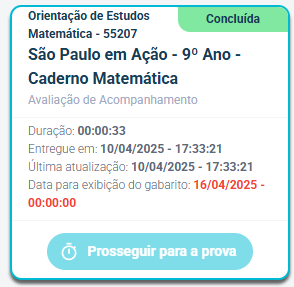 Orientação de Estudos
Concluída
Matemática - 55207
São Paulo em Ação - 9º Ano -
Caderno Matemática
Avaliação de Acompanhamento
Duração: 00:00:33
Entregue em: 10/04/2025 - 17:33:21
Última atualização: 10/04/2025 - 17:33:21
Data para exibição do gabarito: 16/04/2025 -
00:00:00
Prosseguir para a prova